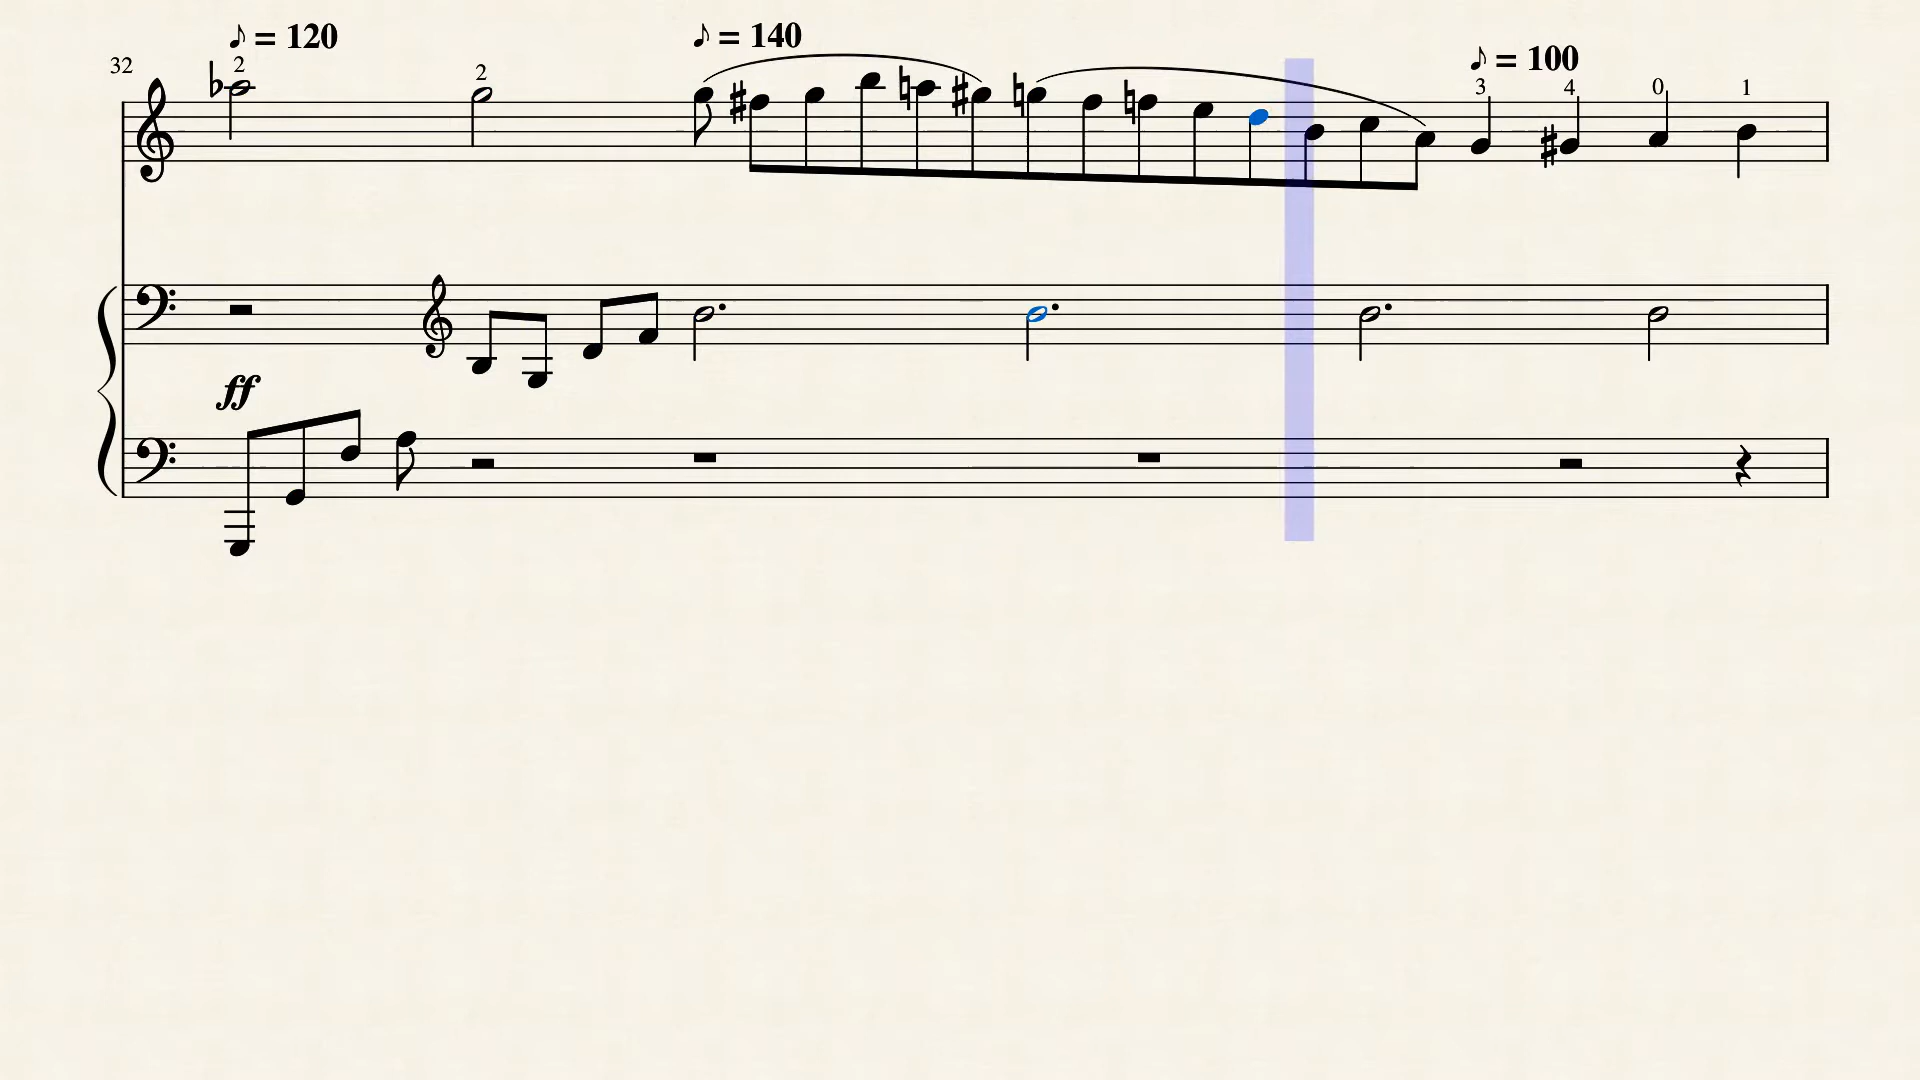 ♪ = 120
♪ = 140
♪ = 100
32
2
2
3 4 0 1
ff